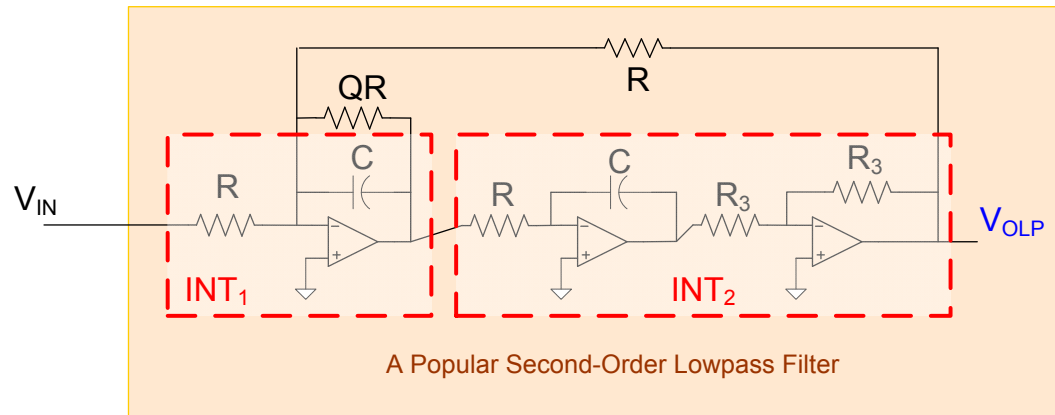 R
QR
C
R
V_IN
INT₁
C
R
R₃
R₃
V_OLP
INT₂
A Popular Second-Order Lowpass Filter